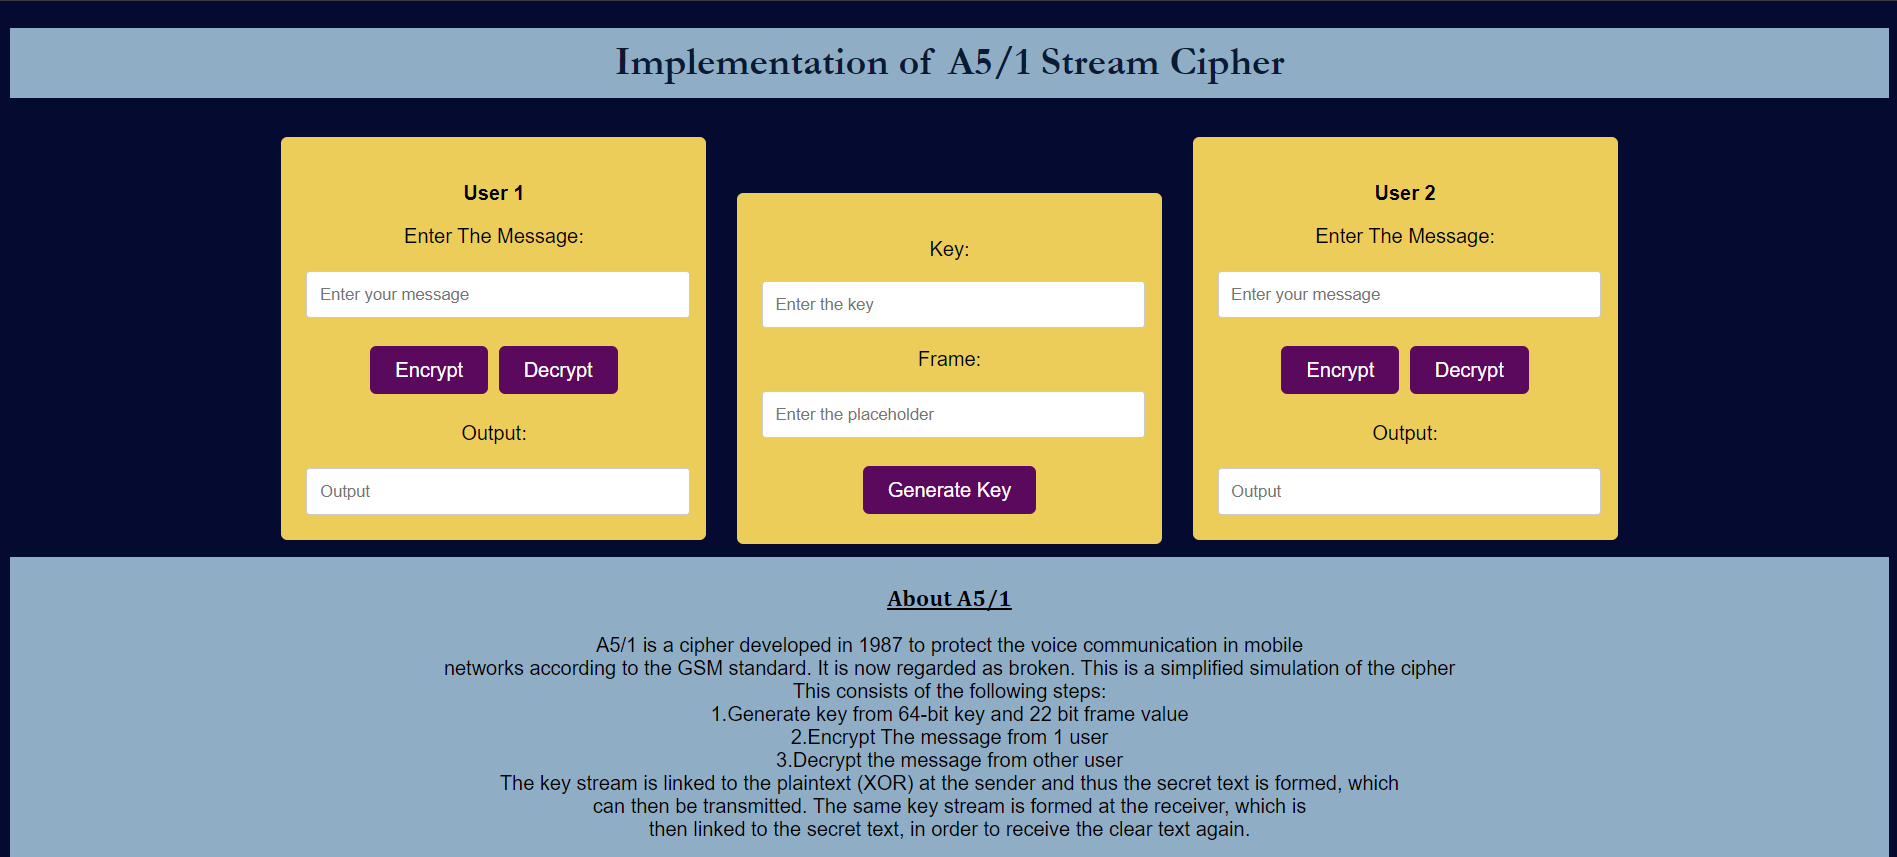 Implementation of A5/1 Stream Cipher
User 1
Enter The Message:
Enter your message
Encrypt Decrypt
Output:
Output
Key:
Enter the key
Frame:
Enter the placeholder
Generate Key
User 2
Enter The Message:
Enter your message
Encrypt Decrypt
Output:
Output
About A5/1
A5/1 is a cipher developed in 1987 to protect the voice communication in mobile
networks according to the GSM standard. It is now regarded as broken. This is a simplified simulation of the cipher
This consists of the following steps:
1.Generate key from 64-bit key and 22 bit frame value
2.Encrypt The message from 1 user
3.Decrypt the message from other user
The key stream is linked to the plaintext (XOR) at the sender and thus the secret text is formed, which
can then be transmitted. The same key stream is formed at the receiver, which is
then linked to the secret text, in order to receive the clear text again.